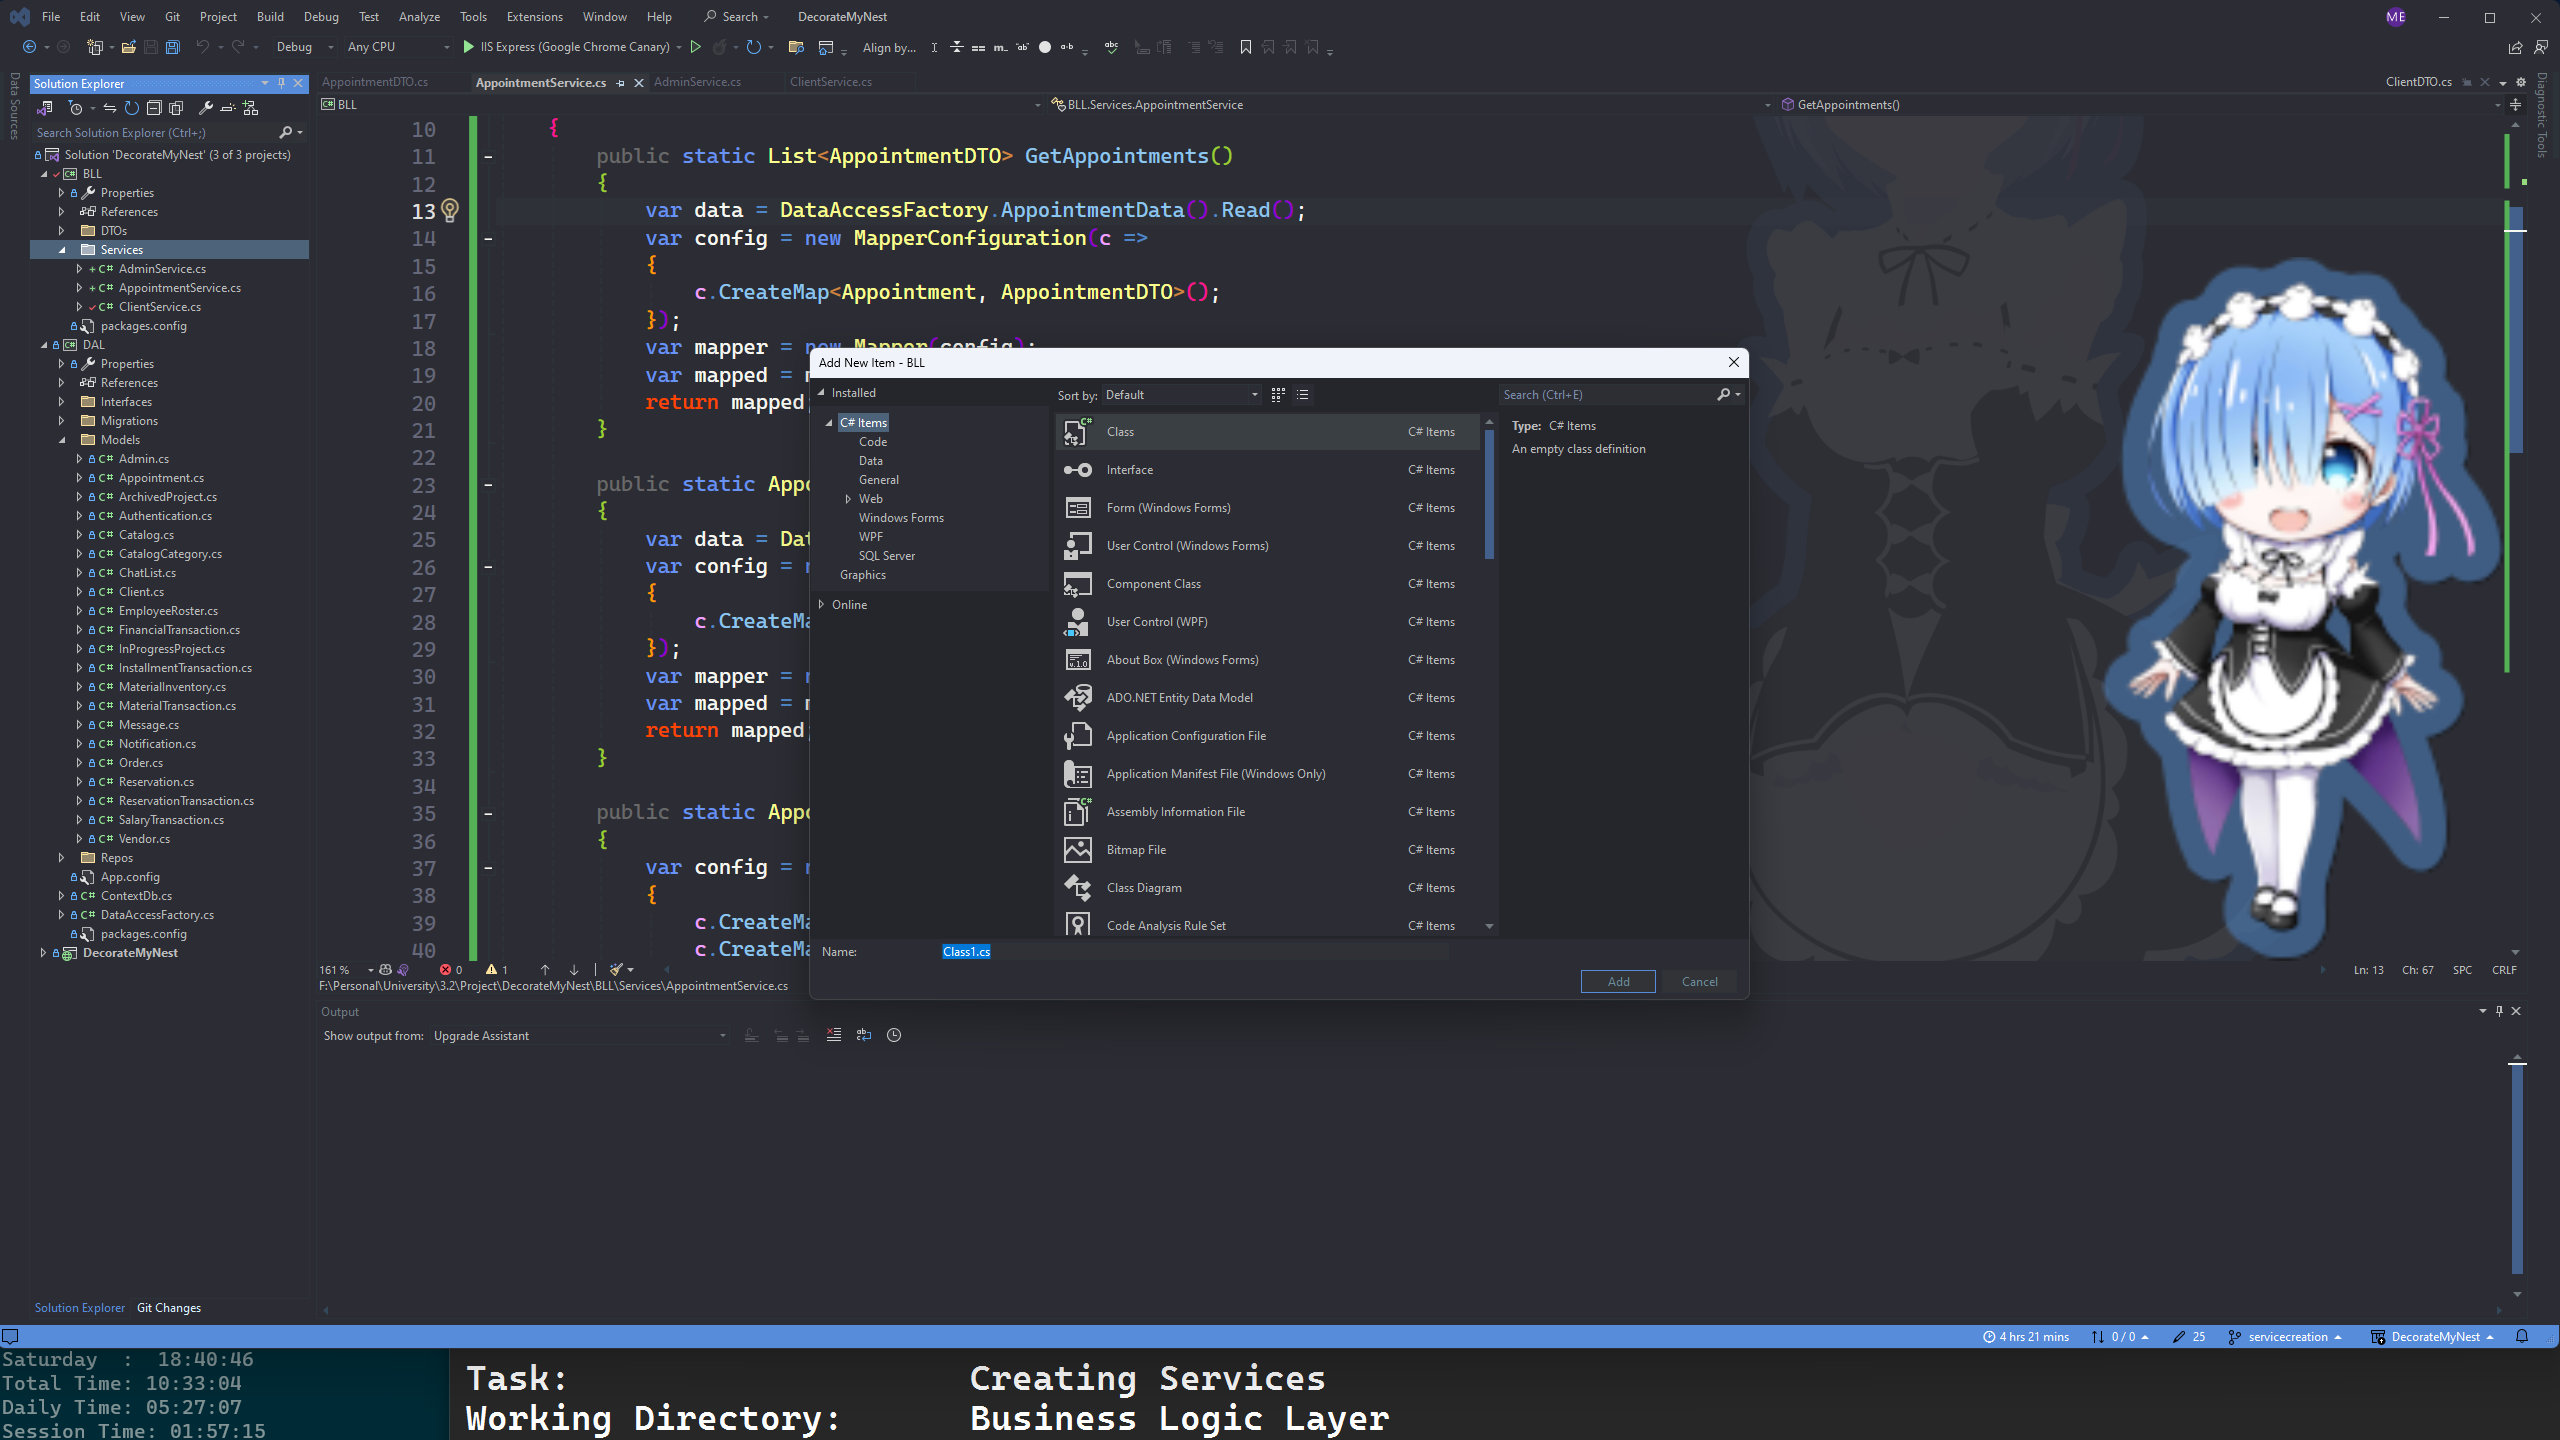 File Edit View Git Project Build Debug Test Analyze Tools Extensions Window Help Search DecorateMyNest ME
Debug Any CPU IIS Express (Google Chrome Canary) Align by...
Data Sources
Solution Explorer
Search Solution Explorer (Ctrl+;)
Solution 'DecorateMyNest' (3 of 3 projects)
BLL
Properties
References
DTOs
Services
AdminService.cs
AppointmentService.cs
ClientService.cs
packages.config
DAL
Properties
References
Interfaces
Migrations
Models
Admin.cs
Appointment.cs
ArchivedProject.cs
Authentication.cs
Catalog.cs
CatalogCategory.cs
ChatList.cs
Client.cs
EmployeeRoster.cs
FinancialTransaction.cs
InProgressProject.cs
InstallmentTransaction.cs
MaterialInventory.cs
MaterialTransaction.cs
Message.cs
Notification.cs
Order.cs
Reservation.cs
ReservationTransaction.cs
SalaryTransaction.cs
Vendor.cs
Repos
App.config
ContextDb.cs
DataAccessFactory.cs
packages.config
DecorateMyNest
Solution Explorer Git Changes
AppointmentDTO.cs AppointmentService.cs AdminService.cs ClientService.cs ClientDTO.cs
BLL BLL.Services.AppointmentService GetAppointments()
Diagnostic Tools
10 {
11 public static List<AppointmentDTO> GetAppointments()
12 {
13 var data = DataAccessFactory.AppointmentData().Read();
14 var config = new MapperConfiguration(c =>
15 {
16 c.CreateMap<Appointment, AppointmentDTO>();
17 });
18 var mapper = new Mapper(config);
19 var mapped =
20 return mapped;
21 }
22
23 public static Appo
24 {
25 var data = Dat
26 var config =
27 {
28 c.CreateMa
29 });
30 var mapper =
31 var mapped =
32 return mapped;
33 }
34
35 public static Appo
36 {
37 var config =
38 {
39 c.CreateMa
40 c.CreateMa
Add New Item - BLL
Installed
C# Items
Code
Data
General
Web
Windows Forms
WPF
SQL Server
Graphics
Online
Sort by: Default
Class C# Items
Interface C# Items
Form (Windows Forms) C# Items
User Control (Windows Forms) C# Items
Component Class C# Items
User Control (WPF) C# Items
About Box (Windows Forms) C# Items
ADO.NET Entity Data Model C# Items
Application Configuration File C# Items
Application Manifest File (Windows Only) C# Items
Assembly Information File C# Items
Bitmap File C# Items
Class Diagram C# Items
Code Analysis Rule Set C# Items
Search (Ctrl+E)
Type: C# Items
An empty class definition
Name: Class1.cs
Add Cancel
161 % 0 1 Ln: 13 Ch: 67 SPC CRLF
F:\Personal\University\3.2\Project\DecorateMyNest\BLL\Services\AppointmentService.cs
Output
Show output from: Upgrade Assistant
4 hrs 21 mins 0 / 0 25 servicecreation DecorateMyNest
Saturday : 18:40:46
Total Time: 10:33:04
Daily Time: 05:27:07
Session Time: 01:57:15
Task: Creating Services
Working Directory: Business Logic Layer